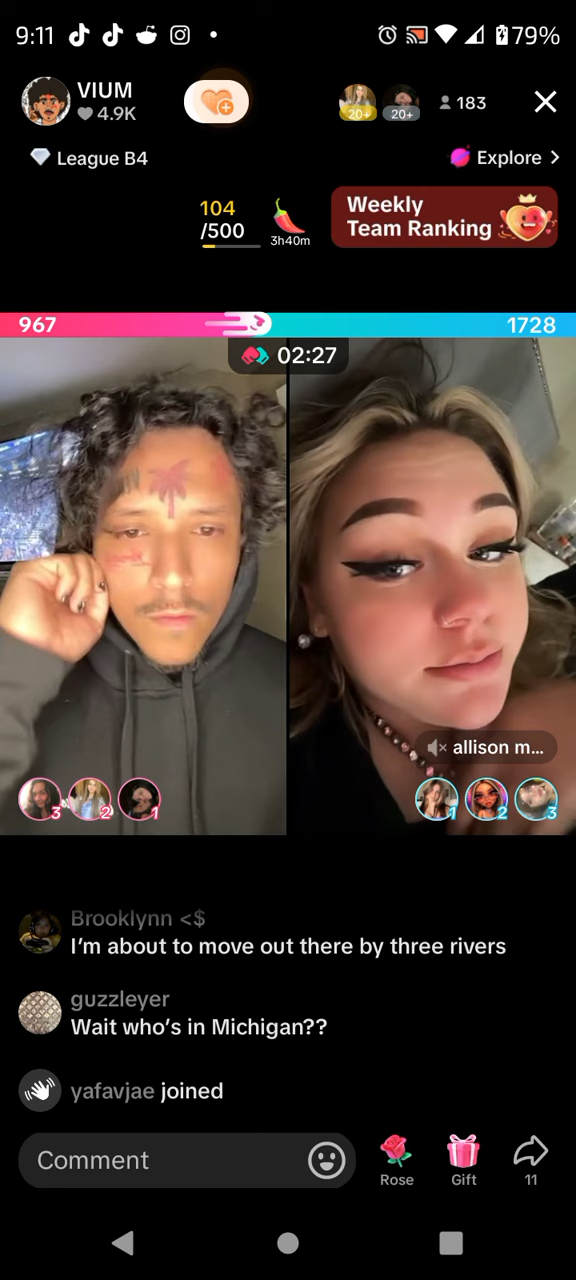 9:11
79%
VIUM
4.9K
20+
20+
183
League B4
Explore
104
/500
3h40m
Weekly
Team Ranking
967
1728
02:27
allison m...
3
2
1
1
2
3
Brooklynn <$
I'm about to move out there by three rivers
guzzleyer
Wait who's in Michigan??
yafavjae joined
Comment
Rose
Gift
11